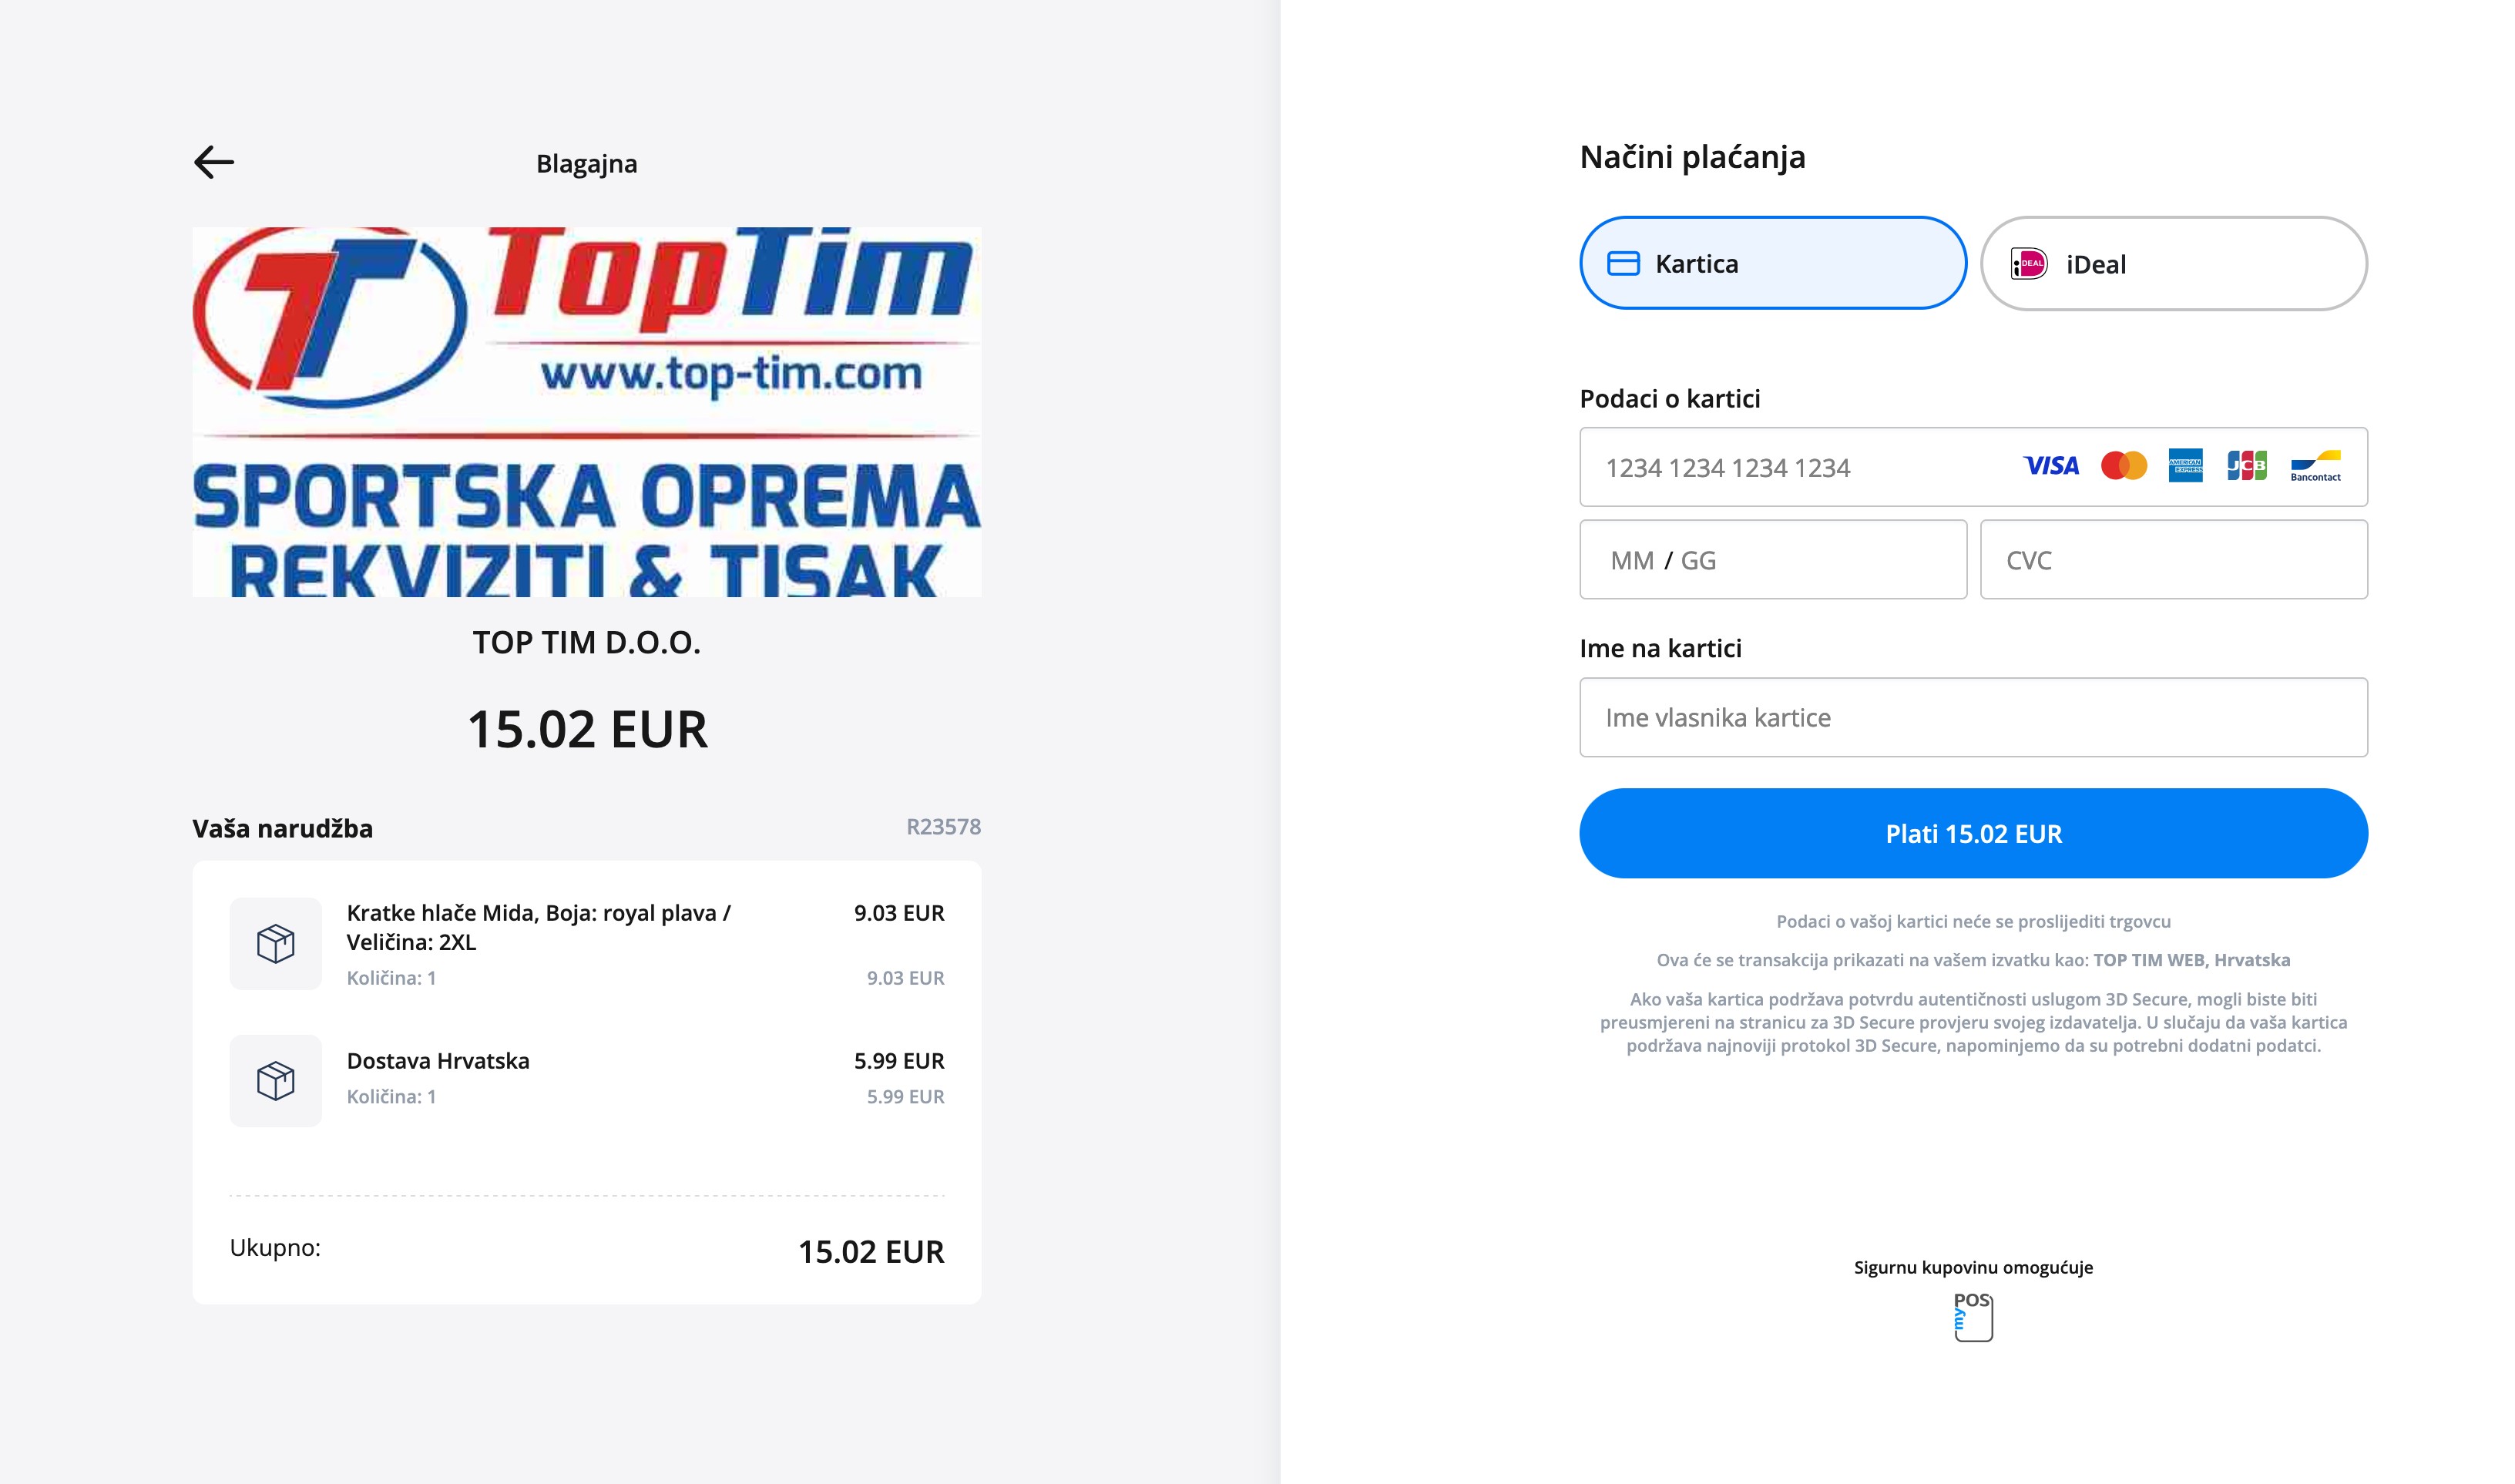 Blagajna
TopTim
www.top-tim.com
SPORTSKA OPREMA
REKVIZITI & TISAK
TOP TIM D.O.O.
15.02 EUR
Vaša narudžba R23578
Kratke hlače Mida, Boja: royal plava / 9.03 EUR
Veličina: 2XL
Količina: 1 9.03 EUR
Dostava Hrvatska 5.99 EUR
Količina: 1 5.99 EUR
Ukupno: 15.02 EUR
Načini plaćanja
Kartica iDEAL iDeal
Podaci o kartici
1234 1234 1234 1234 VISA AMERICAN EXPRESS JCB Bancontact
MM / GG CVC
Ime na kartici
Ime vlasnika kartice
Plati 15.02 EUR
Podaci o vašoj kartici neće se proslijediti trgovcu
Ova će se transakcija prikazati na vašem izvatku kao: TOP TIM WEB, Hrvatska
Ako vaša kartica podržava potvrdu autentičnosti uslugom 3D Secure, mogli biste biti
preusmjereni na stranicu za 3D Secure provjeru svojeg izdavatelja. U slučaju da vaša kartica
podržava najnoviji protokol 3D Secure, napominjemo da su potrebni dodatni podatci.
Sigurnu kupovinu omogućuje
myPOS